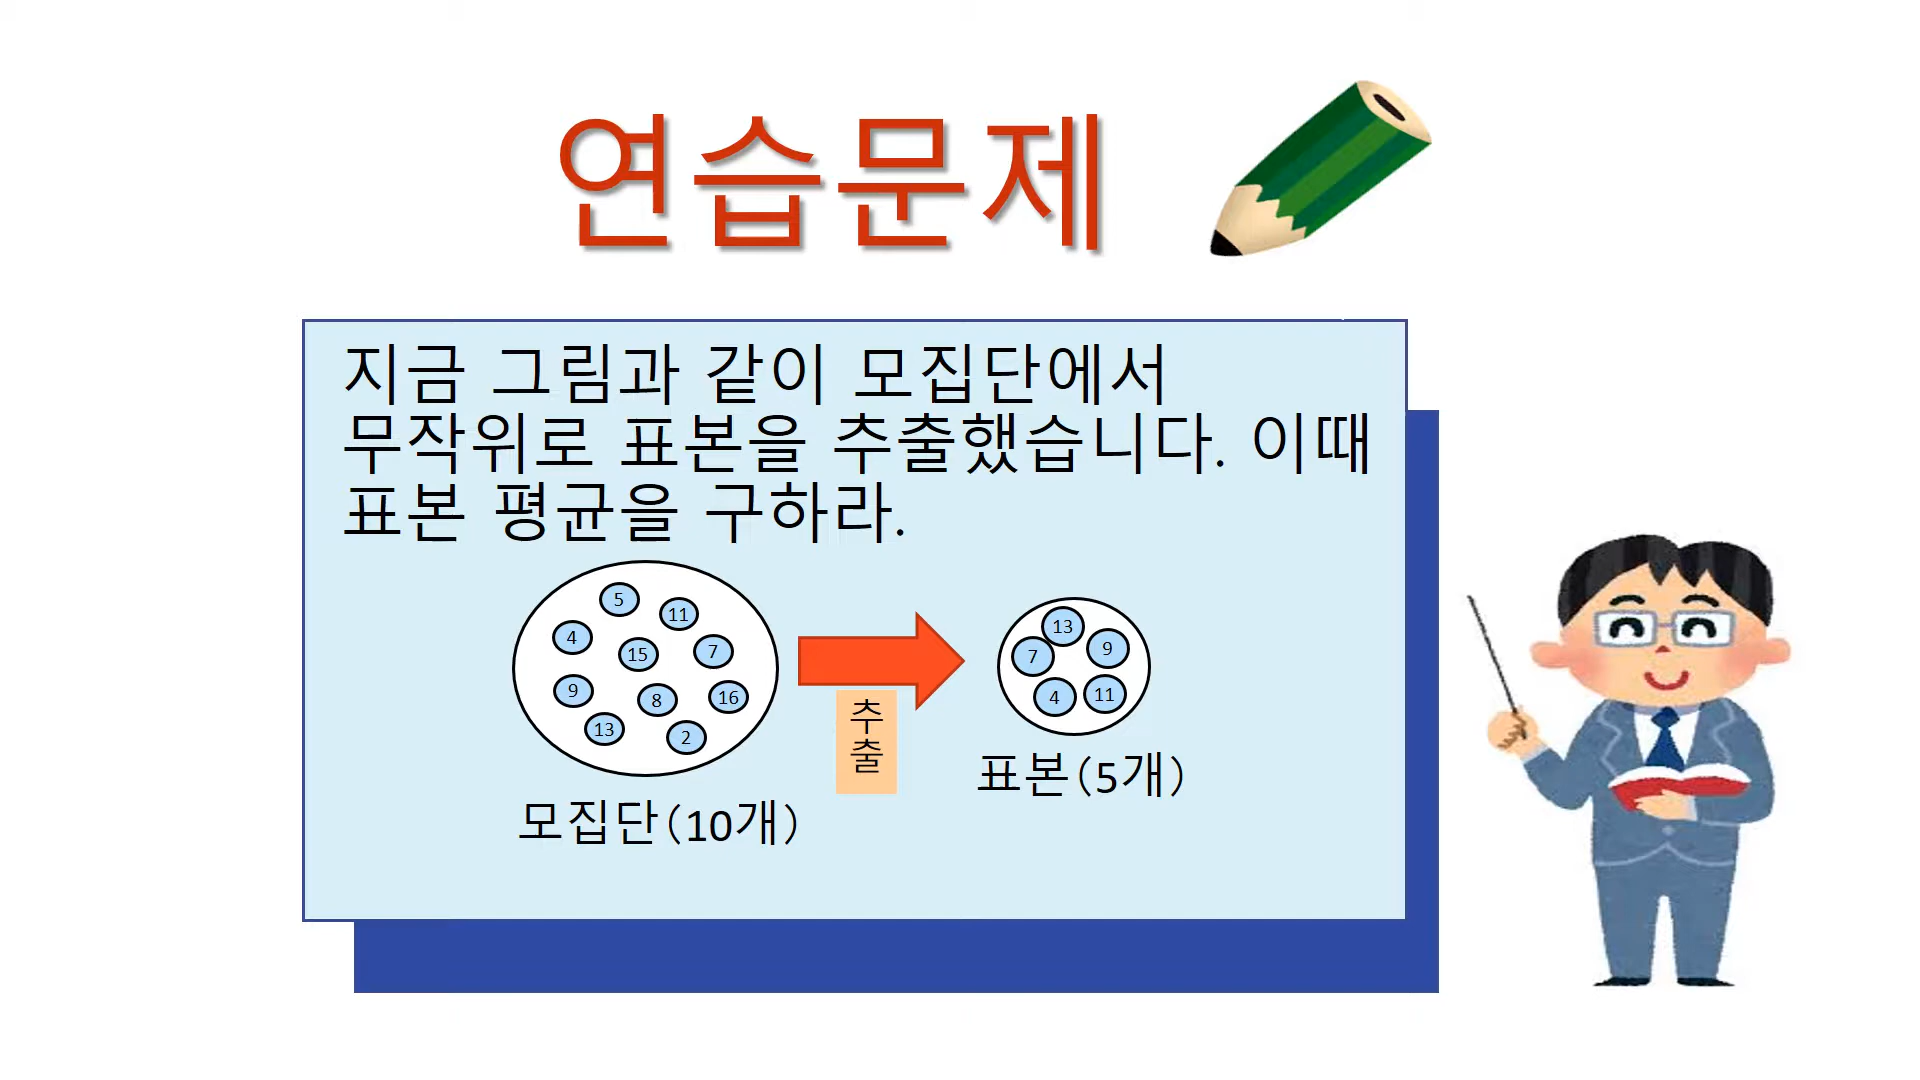 연습문제
지금 그림과 같이 모집단에서
무작위로 표본을 추출했습니다. 이때
표본 평균을 구하라.
5
11
4
15
7
9
8
16
13
2
모집단(10개)
추
출
13
7
9
4
11
표본(5개)